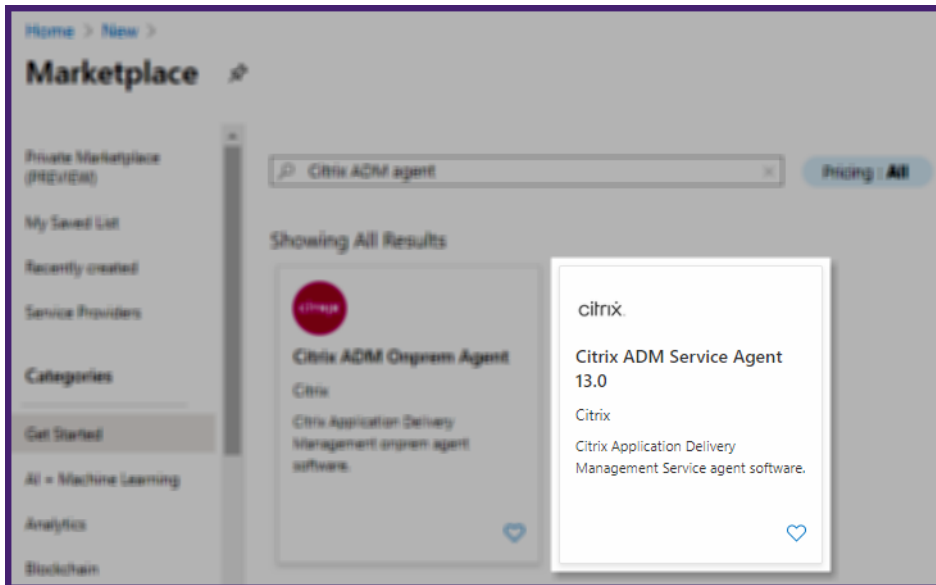 Home > New >
Marketplace
Private Marketplace
(PREVIEW)
My Saved List
Recently created
Service Providers
Categories
Get Started
AI + Machine Learning
Analytics
Blockchain
Citrix ADM agent
Pricing : All
Showing All Results
citrix
Citrix ADM Onprem Agent
Citrix
Citrix Application Delivery
Management onprem agent
software.
citrix.
Citrix ADM Service Agent
13.0
Citrix
Citrix Application Delivery
Management Service agent software.